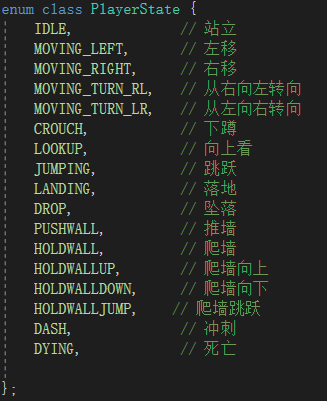 enum class PlayerState {
IDLE, // 站立
MOVING_LEFT, // 左移
MOVING_RIGHT, // 右移
MOVING_TURN_RL, // 从右向左转向
MOVING_TURN_LR, // 从左向右转向
CROUCH, // 下蹲
LOOKUP, // 向上看
JUMPING, // 跳跃
LANDING, // 落地
DROP, // 坠落
PUSHWALL, // 推墙
HOLDWALL, // 爬墙
HOLDWALLUP, // 爬墙向上
HOLDWALLDOWN, // 爬墙向下
HOLDWALLJUMP, // 爬墙跳跃
DASH, // 冲刺
DYING, // 死亡
};